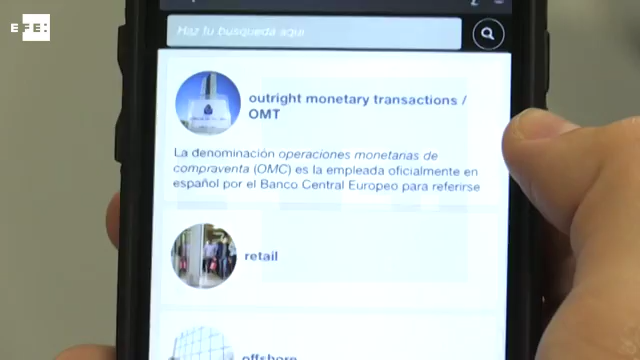 EFE:
Haz tu búsqueda aquí
outright monetary transactions /
OMT
La denominación operaciones monetarias de
compraventa (OMC) es la empleada oficialmente en
español por el Banco Central Europeo para referirse
retail
offshore